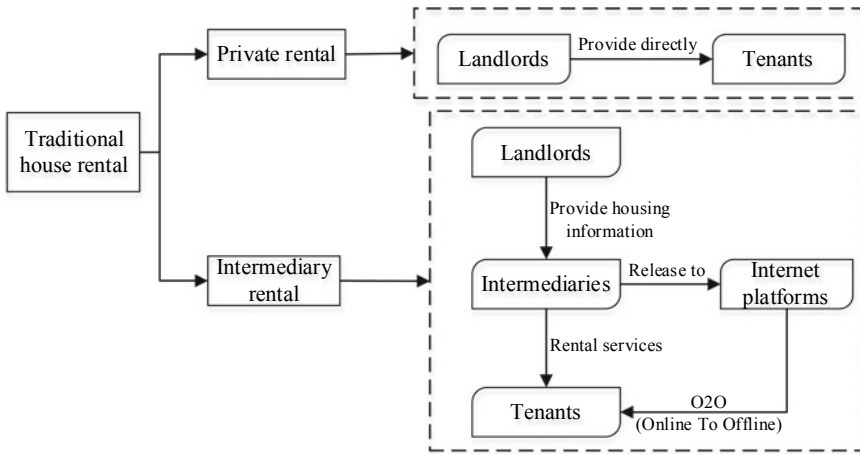 Traditional
house rental
Private rental
Landlords
Provide directly
Tenants
Intermediary
rental
Landlords
Provide housing
information
Intermediaries
Release to
Internet
platforms
Rental services
Tenants
O2O
(Online To Offline)